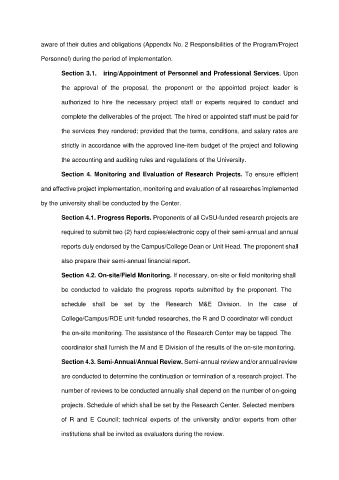 aware of their duties and obligations (Appendix No. 2 Responsibilities of the Program/Project
Personnel) during the period of implementation.
Section 3.1. iring/Appointment of Personnel and Professional Services. Upon
the approval of the proposal, the proponent or the appointed project leader is
authorized to hire the necessary project staff or experts required to conduct and
complete the deliverables of the project. The hired or appointed staff must be paid for
the services they rendered; provided that the terms, conditions, and salary rates are
strictly in accordance with the approved line-item budget of the project and following
the accounting and auditing rules and regulations of the University.
Section 4. Monitoring and Evaluation of Research Projects. To ensure efficient
and effective project implementation, monitoring and evaluation of all researches implemented
by the university shall be conducted by the Center.
Section 4.1. Progress Reports. Proponents of all CvSU-funded research projects are
required to submit two (2) hard copies/electronic copy of their semi-annual and annual
reports duly endorsed by the Campus/College Dean or Unit Head. The proponent shall
also prepare their semi-annual financial report.
Section 4.2. On-site/Field Monitoring. If necessary, on site or field monitoring shall
be conducted to validate the progress reports submitted by the proponent. The
schedule shall be set by the Research M&E Division. In the case of
College/Campus/RDE unit-funded researches, the R and D coordinator will conduct
the on-site monitoring. The assistance of the Research Center may be tapped. The
coordinator shall furnish the M and E Division of the results of the on-site monitoring.
Section 4.3. Semi-Annual/Annual Review. Semi-annual review and/or annual review
are conducted to determine the continuation or termination of a research project. The
number of reviews to be conducted annually shall depend on the number of on-going
projects. Schedule of which shall be set by the Research Center. Selected members
of R and E Council; technical experts of the university and/or experts from other
institutions shall be invited as evaluators during the review.